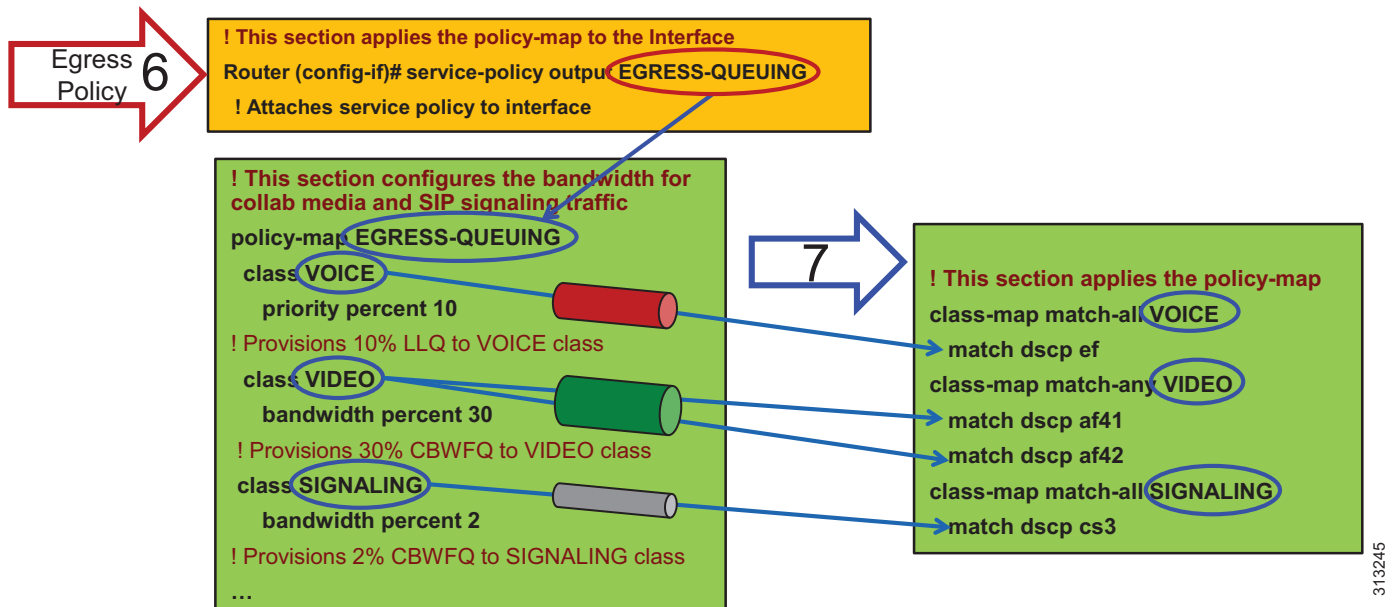 Egress
Policy
6
! This section applies the policy-map to the Interface
Router (config-if)# service-policy output EGRESS-QUEUING
! Attaches service policy to interface
! This section configures the bandwidth for
collab media and SIP signaling traffic
policy-map EGRESS-QUEUING
class VOICE
priority percent 10
! Provisions 10% LLQ to VOICE class
class VIDEO
bandwidth percent 30
! Provisions 30% CBWFQ to VIDEO class
class SIGNALING
bandwidth percent 2
! Provisions 2% CBWFQ to SIGNALING class
…
7
! This section applies the policy-map
class-map match-all VOICE
match dscp ef
class-map match-any VIDEO
match dscp af41
match dscp af42
class-map match-all SIGNALING
match dscp cs3
313245